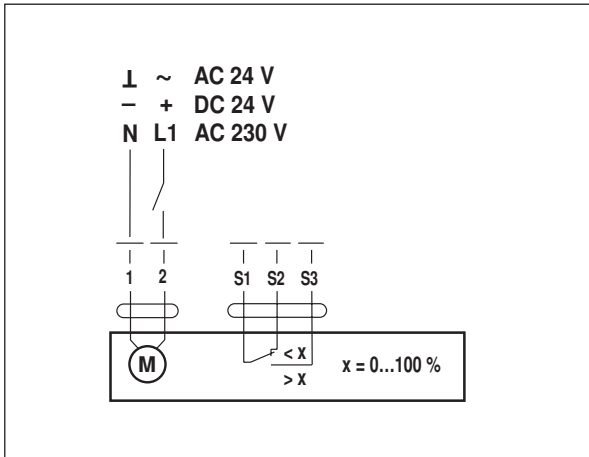 ⊥ ~ AC 24 V
– + DC 24 V
N L1 AC 230 V
1 2 S1 S2 S3
M < X x = 0...100 %
> X